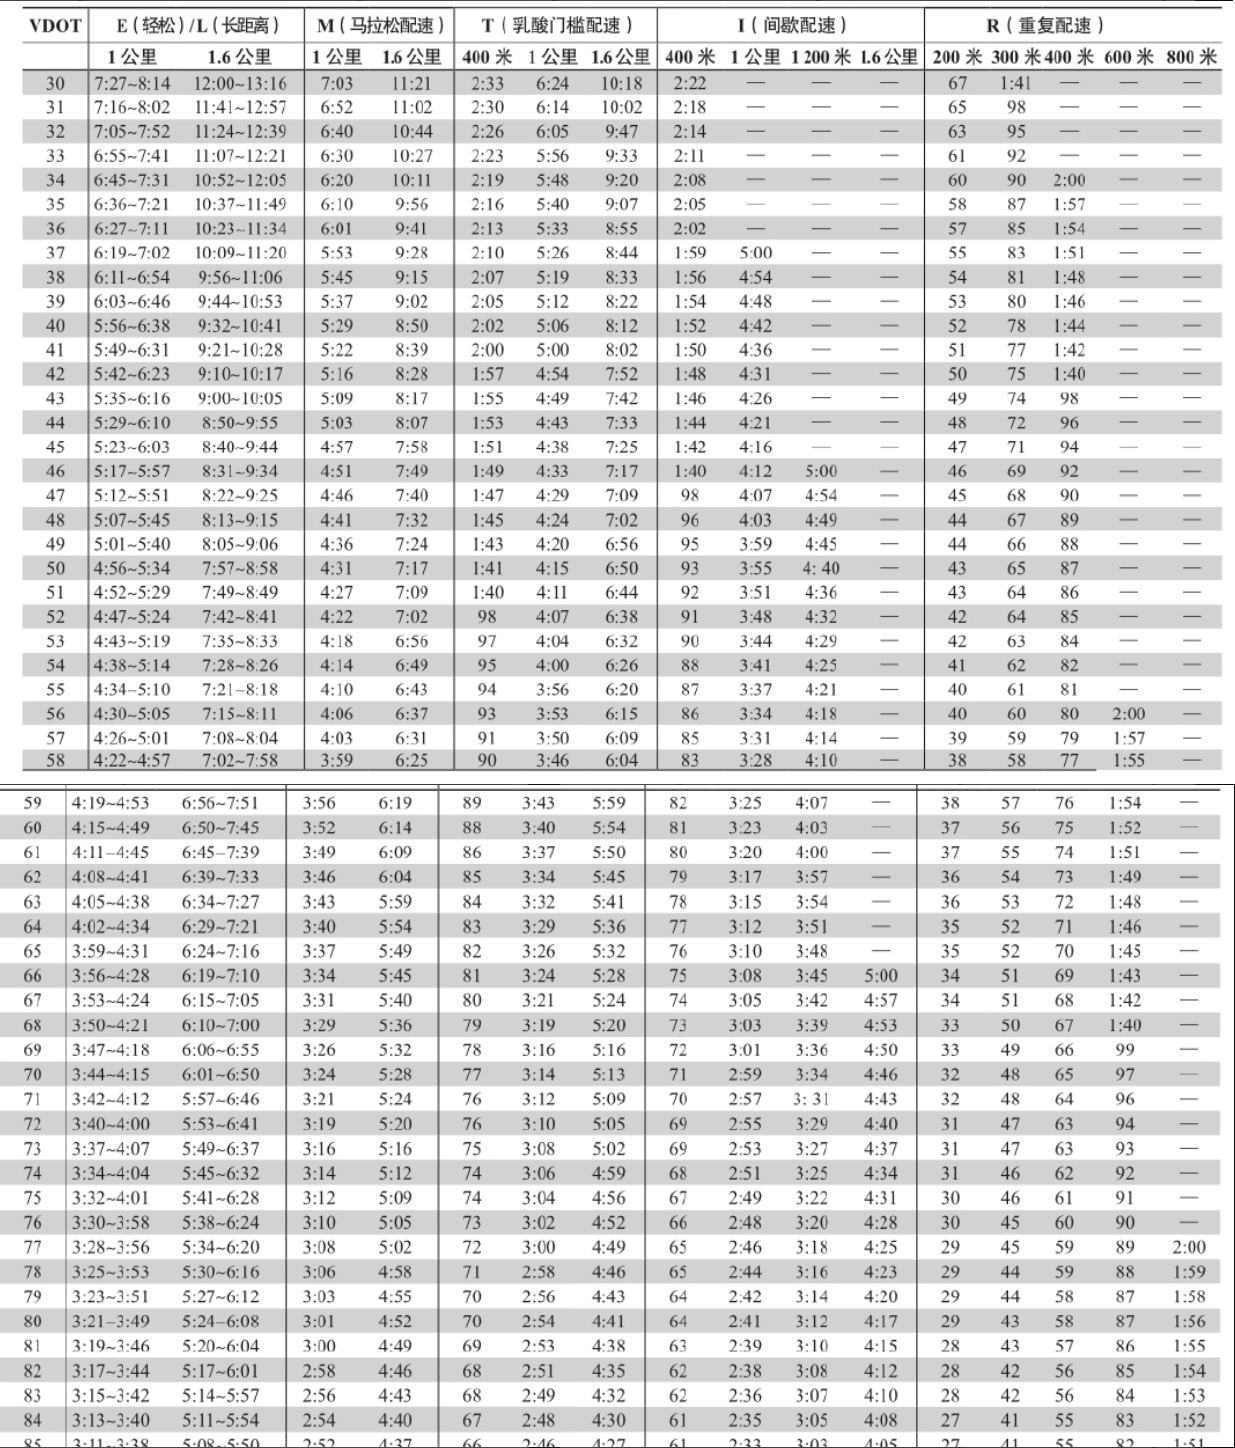 VDOT E（轻松）/L（长距离） M（马拉松配速） T（乳酸门槛配速） I（间歇配速） R（重复配速）
1公里 1.6公里 1公里 1.6公里 400米 1公里 1.6公里 400米 1公里 1 200米 1.6公里 200米 300米 400米 600米 800米
30 7:27~8:14 12:00~13:16 7:03 11:21 2:33 6:24 10:18 2:22 — — — 67 1:41 — — —
31 7:16~8:02 11:41~12:57 6:52 11:02 2:30 6:14 10:02 2:18 — — — 65 98 — — —
32 7:05~7:52 11:24~12:39 6:40 10:44 2:26 6:05 9:47 2:14 — — — 63 95 — — —
33 6:55~7:41 11:07~12:21 6:30 10:27 2:23 5:56 9:33 2:11 — — — 61 92 — — —
34 6:45~7:31 10:52~12:05 6:20 10:11 2:19 5:48 9:20 2:08 — — — 60 90 2:00 — —
35 6:36~7:21 10:37~11:49 6:10 9:56 2:16 5:40 9:07 2:05 — — — 58 87 1:57 — —
36 6:27~7:11 10:23~11:34 6:01 9:41 2:13 5:33 8:55 2:02 — — — 57 85 1:54 — —
37 6:19~7:02 10:09~11:20 5:53 9:28 2:10 5:26 8:44 1:59 5:00 — — 55 83 1:51 — —
38 6:11~6:54 9:56~11:06 5:45 9:15 2:07 5:19 8:33 1:56 4:54 — — 54 81 1:48 — —
39 6:03~6:46 9:44~10:53 5:37 9:02 2:05 5:12 8:22 1:54 4:48 — — 53 80 1:46 — —
40 5:56~6:38 9:32~10:41 5:29 8:50 2:02 5:06 8:12 1:52 4:42 — — 52 78 1:44 — —
41 5:49~6:31 9:21~10:28 5:22 8:39 2:00 5:00 8:02 1:50 4:36 — — 51 77 1:42 — —
42 5:42~6:23 9:10~10:17 5:16 8:28 1:57 4:54 7:52 1:48 4:31 — — 50 75 1:40 — —
43 5:35~6:16 9:00~10:05 5:09 8:17 1:55 4:49 7:42 1:46 4:26 — — 49 74 98 — —
44 5:29~6:10 8:50~9:55 5:03 8:07 1:53 4:43 7:33 1:44 4:21 — — 48 72 96 — —
45 5:23~6:03 8:40~9:44 4:57 7:58 1:51 4:38 7:25 1:42 4:16 — — 47 71 94 — —
46 5:17~5:57 8:31~9:34 4:51 7:49 1:49 4:33 7:17 1:40 4:12 5:00 — 46 69 92 — —
47 5:12~5:51 8:22~9:25 4:46 7:40 1:47 4:29 7:09 98 4:07 4:54 — 45 68 90 — —
48 5:07~5:45 8:13~9:15 4:41 7:32 1:45 4:24 7:02 96 4:03 4:49 — 44 67 89 — —
49 5:01~5:40 8:05~9:06 4:36 7:24 1:43 4:20 6:56 95 3:59 4:45 — 44 66 88 — —
50 4:56~5:34 7:57~8:58 4:31 7:17 1:41 4:15 6:50 93 3:55 4: 40 — 43 65 87 — —
51 4:52~5:29 7:49~8:49 4:27 7:09 1:40 4:11 6:44 92 3:51 4:36 — 43 64 86 — —
52 4:47~5:24 7:42~8:41 4:22 7:02 98 4:07 6:38 91 3:48 4:32 — 42 64 85 — —
53 4:43~5:19 7:35~8:33 4:18 6:56 97 4:04 6:32 90 3:44 4:29 — 42 63 84 — —
54 4:38~5:14 7:28~8:26 4:14 6:49 95 4:00 6:26 88 3:41 4:25 — 41 62 82 — —
55 4:34~5:10 7:21~8:18 4:10 6:43 94 3:56 6:20 87 3:37 4:21 — 40 61 81 — —
56 4:30~5:05 7:15~8:11 4:06 6:37 93 3:53 6:15 86 3:34 4:18 — 40 60 80 2:00 —
57 4:26~5:01 7:08~8:04 4:03 6:31 91 3:50 6:09 85 3:31 4:14 — 39 59 79 1:57 —
58 4:22~4:57 7:02~7:58 3:59 6:25 90 3:46 6:04 83 3:28 4:10 — 38 58 77 1:55 —
59 4:19~4:53 6:56~7:51 3:56 6:19 89 3:43 5:59 82 3:25 4:07 — 38 57 76 1:54 —
60 4:15~4:49 6:50~7:45 3:52 6:14 88 3:40 5:54 81 3:23 4:03 — 37 56 75 1:52 —
61 4:11~4:45 6:45~7:39 3:49 6:09 86 3:37 5:50 80 3:20 4:00 — 37 55 74 1:51 —
62 4:08~4:41 6:39~7:33 3:46 6:04 85 3:34 5:45 79 3:17 3:57 — 36 54 73 1:49 —
63 4:05~4:38 6:34~7:27 3:43 5:59 84 3:32 5:41 78 3:15 3:54 — 36 53 72 1:48 —
64 4:02~4:34 6:29~7:21 3:40 5:54 83 3:29 5:36 77 3:12 3:51 — 35 52 71 1:46 —
65 3:59~4:31 6:24~7:16 3:37 5:49 82 3:26 5:32 76 3:10 3:48 — 35 52 70 1:45 —
66 3:56~4:28 6:19~7:10 3:34 5:45 81 3:24 5:28 75 3:08 3:45 5:00 34 51 69 1:43 —
67 3:53~4:24 6:15~7:05 3:31 5:40 80 3:21 5:24 74 3:05 3:42 4:57 34 51 68 1:42 —
68 3:50~4:21 6:10~7:00 3:29 5:36 79 3:19 5:20 73 3:03 3:39 4:53 33 50 67 1:40 —
69 3:47~4:18 6:06~6:55 3:26 5:32 78 3:16 5:16 72 3:01 3:36 4:50 33 49 66 99 —
70 3:44~4:15 6:01~6:50 3:24 5:28 77 3:14 5:13 71 2:59 3:34 4:46 32 48 65 97 —
71 3:42~4:12 5:57~6:46 3:21 5:24 76 3:12 5:09 70 2:57 3: 31 4:43 32 48 64 96 —
72 3:40~4:00 5:53~6:41 3:19 5:20 76 3:10 5:05 69 2:55 3:29 4:40 31 47 63 94 —
73 3:37~4:07 5:49~6:37 3:16 5:16 75 3:08 5:02 69 2:53 3:27 4:37 31 47 63 93 —
74 3:34~4:04 5:45~6:32 3:14 5:12 74 3:06 4:59 68 2:51 3:25 4:34 31 46 62 92 —
75 3:32~4:01 5:41~6:28 3:12 5:09 74 3:04 4:56 67 2:49 3:22 4:31 30 46 61 91 —
76 3:30~3:58 5:38~6:24 3:10 5:05 73 3:02 4:52 66 2:48 3:20 4:28 30 45 60 90 —
77 3:28~3:56 5:34~6:20 3:08 5:02 72 3:00 4:49 65 2:46 3:18 4:25 29 45 59 89 2:00
78 3:25~3:53 5:30~6:16 3:06 4:58 71 2:58 4:46 65 2:44 3:16 4:23 29 44 59 88 1:59
79 3:23~3:51 5:27~6:12 3:03 4:55 70 2:56 4:43 64 2:42 3:14 4:20 29 44 58 87 1:58
80 3:21~3:49 5:24~6:08 3:01 4:52 70 2:54 4:41 64 2:41 3:12 4:17 29 43 58 87 1:56
81 3:19~3:46 5:20~6:04 3:00 4:49 69 2:53 4:38 63 2:39 3:10 4:15 28 43 57 86 1:55
82 3:17~3:44 5:17~6:01 2:58 4:46 68 2:51 4:35 62 2:38 3:08 4:12 28 42 56 85 1:54
83 3:15~3:42 5:14~5:57 2:56 4:43 68 2:49 4:32 62 2:36 3:07 4:10 28 42 56 84 1:53
84 3:13~3:40 5:11~5:54 2:54 4:40 67 2:48 4:30 61 2:35 3:05 4:08 27 41 55 83 1:52
85 3:11~3:38 5:08~5:50 2:52 4:37 66 2:46 4:27 61 2:33 3:03 4:05 27 41 55 82 1:51